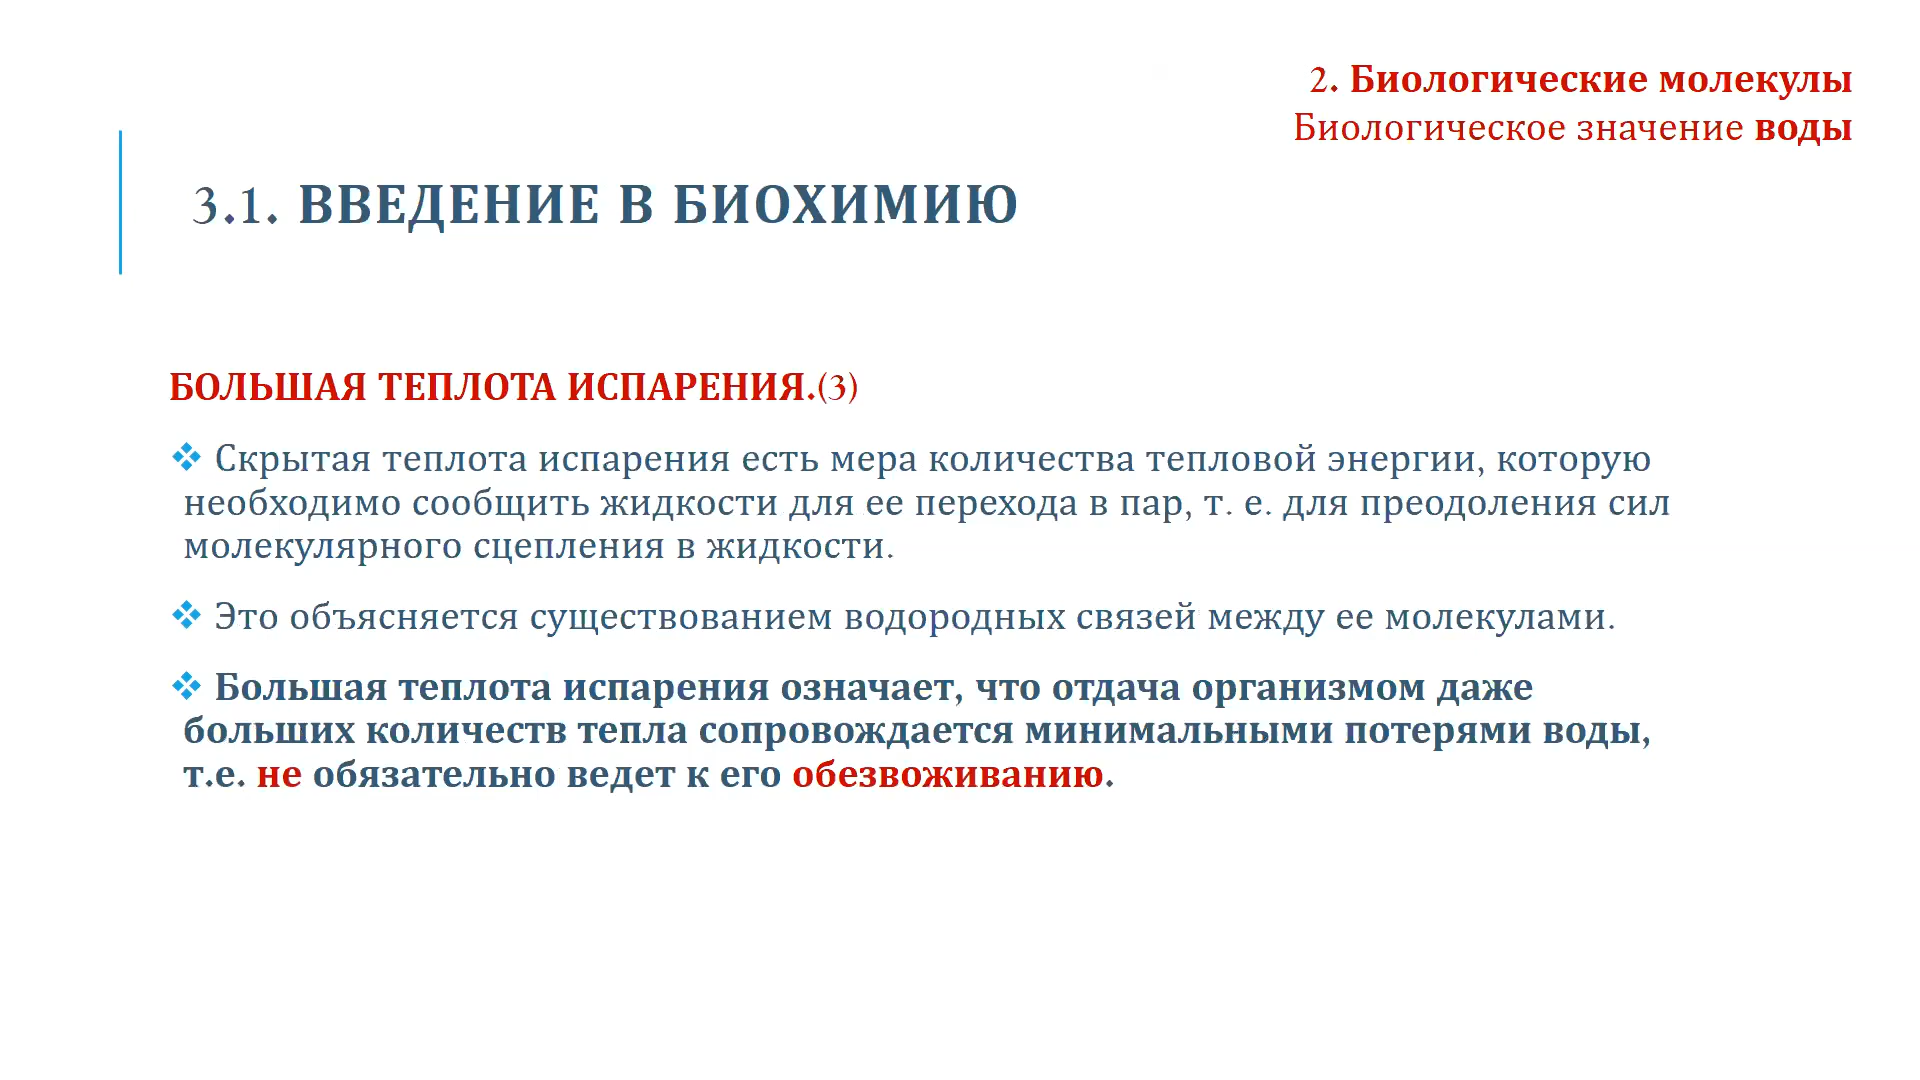 2. Биологические молекулы
Биологическое значение воды
3.1. ВВЕДЕНИЕ В БИОХИМИЮ
БОЛЬШАЯ ТЕПЛОТА ИСПАРЕНИЯ.(3)
Скрытая теплота испарения есть мера количества тепловой энергии, которую
необходимо сообщить жидкости для ее перехода в пар, т. е. для преодоления сил
молекулярного сцепления в жидкости.
Это объясняется существованием водородных связей между ее молекулами.
Большая теплота испарения означает, что отдача организмом даже
больших количеств тепла сопровождается минимальными потерями воды,
т.е. не обязательно ведет к его обезвоживанию.